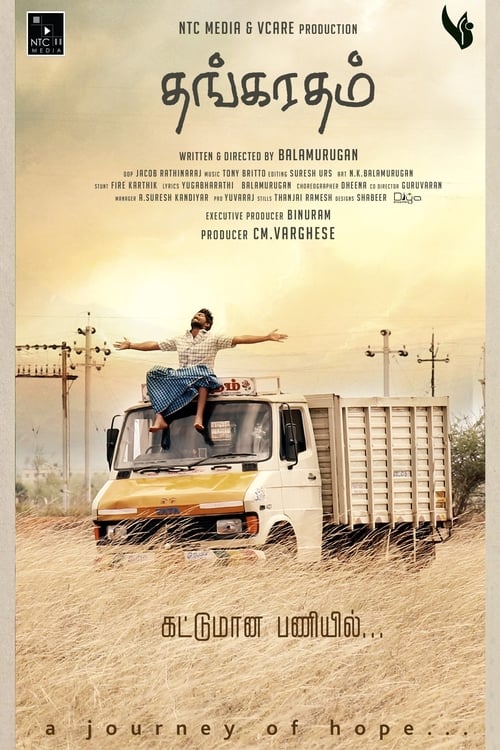 NTC
MEDIA
NTC MEDIA & VCARE PRODUCTION
தங்கரதம்
WRITTEN & DIRECTED BY BALAMURUGAN
DOP JACOB RATHINARAJ MUSIC TONY BRITTO EDITING SURESH URS ART N.K.BALAMURUGAN
STUNT FIRE KARTHIK LYRICS YUGABHARATHI BALAMURUGAN CHOREOGRAPHER DHEENA CO DIRECTOR GURUVARAN
MANAGER A.SURESH KANDIYAR PRO YUVARAJ STILLS THANJAI RAMESH DESIGNS SHABEER
EXECUTIVE PRODUCER BINURAM
PRODUCER CM.VARGHESE
கட்டுமான பணியில்...
a journey of hope...